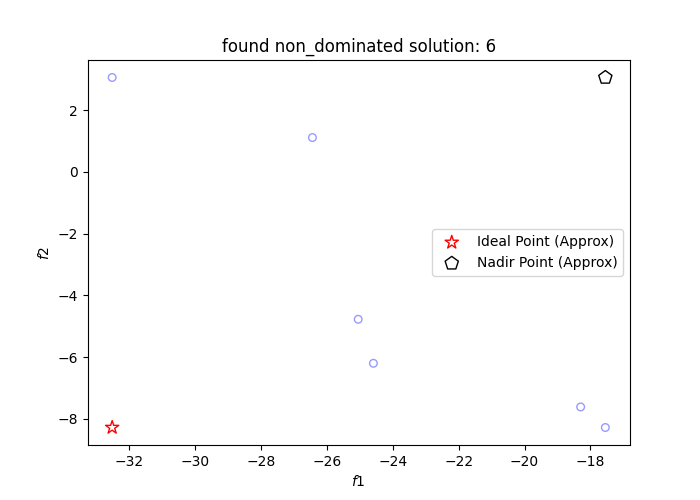 found non_dominated solution: 6
2
0
−2
−4
−6
−8
f2
Ideal Point (Approx)
Nadir Point (Approx)
−32 −30 −28 −26 −24 −22 −20 −18
f1